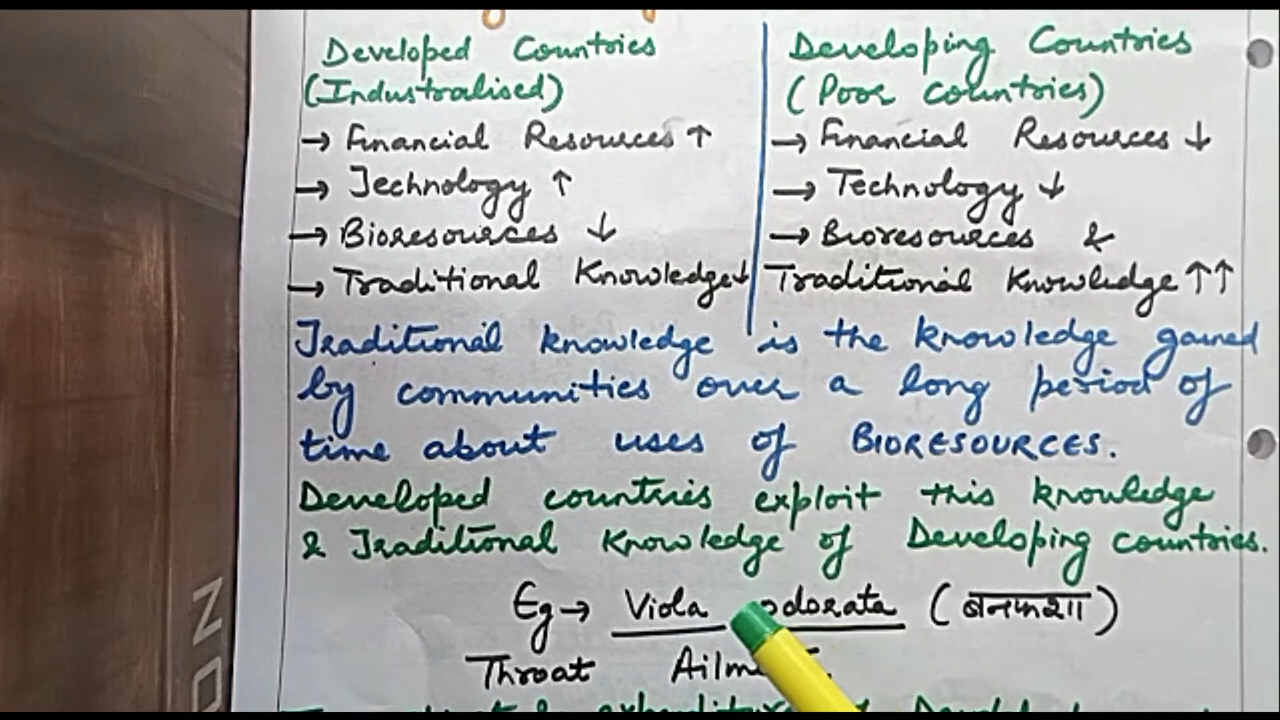 Developed Countries
(Industralised)
→ Financial Resources ↑
→ Technology ↑
→ Bioresources ↓
→ Traditional Knowledge↓
Developing Countries
(Poor Countries)
→ Financial Resources ↓
→ Technology ↓
→ Bioresources &
Traditional Knowledge ↑↑
Traditional knowledge is the knowledge gained
by communities over a long period of
time about uses of BIORESOURCES.
Developed countries exploit this knowledge
& Traditional Knowledge of Developing countries.
Eg→ Viola odorata (बनफशा)
Throat
NO